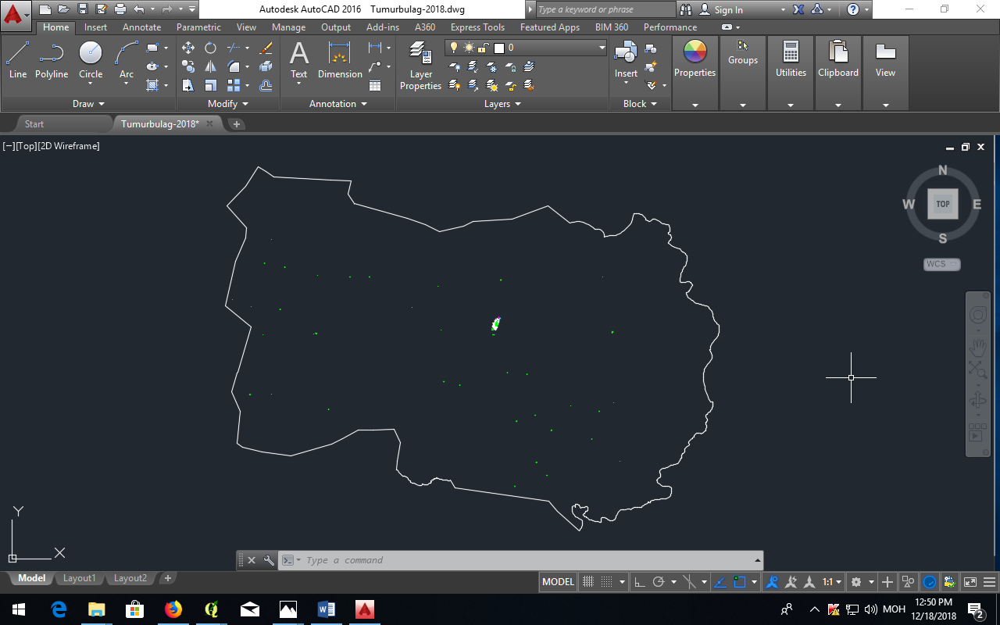 Autodesk AutoCAD 2016 Tumurbulag-2018.dwg
Type a keyword or phrase
Sign In
Home Insert Annotate Parametric View Manage Output Add-ins A360 Express Tools Featured Apps BIM 360 Performance
Line Polyline Circle Arc
Text Dimension
Layer Properties
0
Insert
Properties
Groups
Utilities
Clipboard
View
Draw Modify Annotation Layers Block
Start Tumurbulag-2018*
[−][Top][2D Wireframe]
N
W TOP E
S
WCS
Y
X
Type a command
Model Layout1 Layout2
MODEL 1:1
МОН
12:50 PM
12/18/2018
2